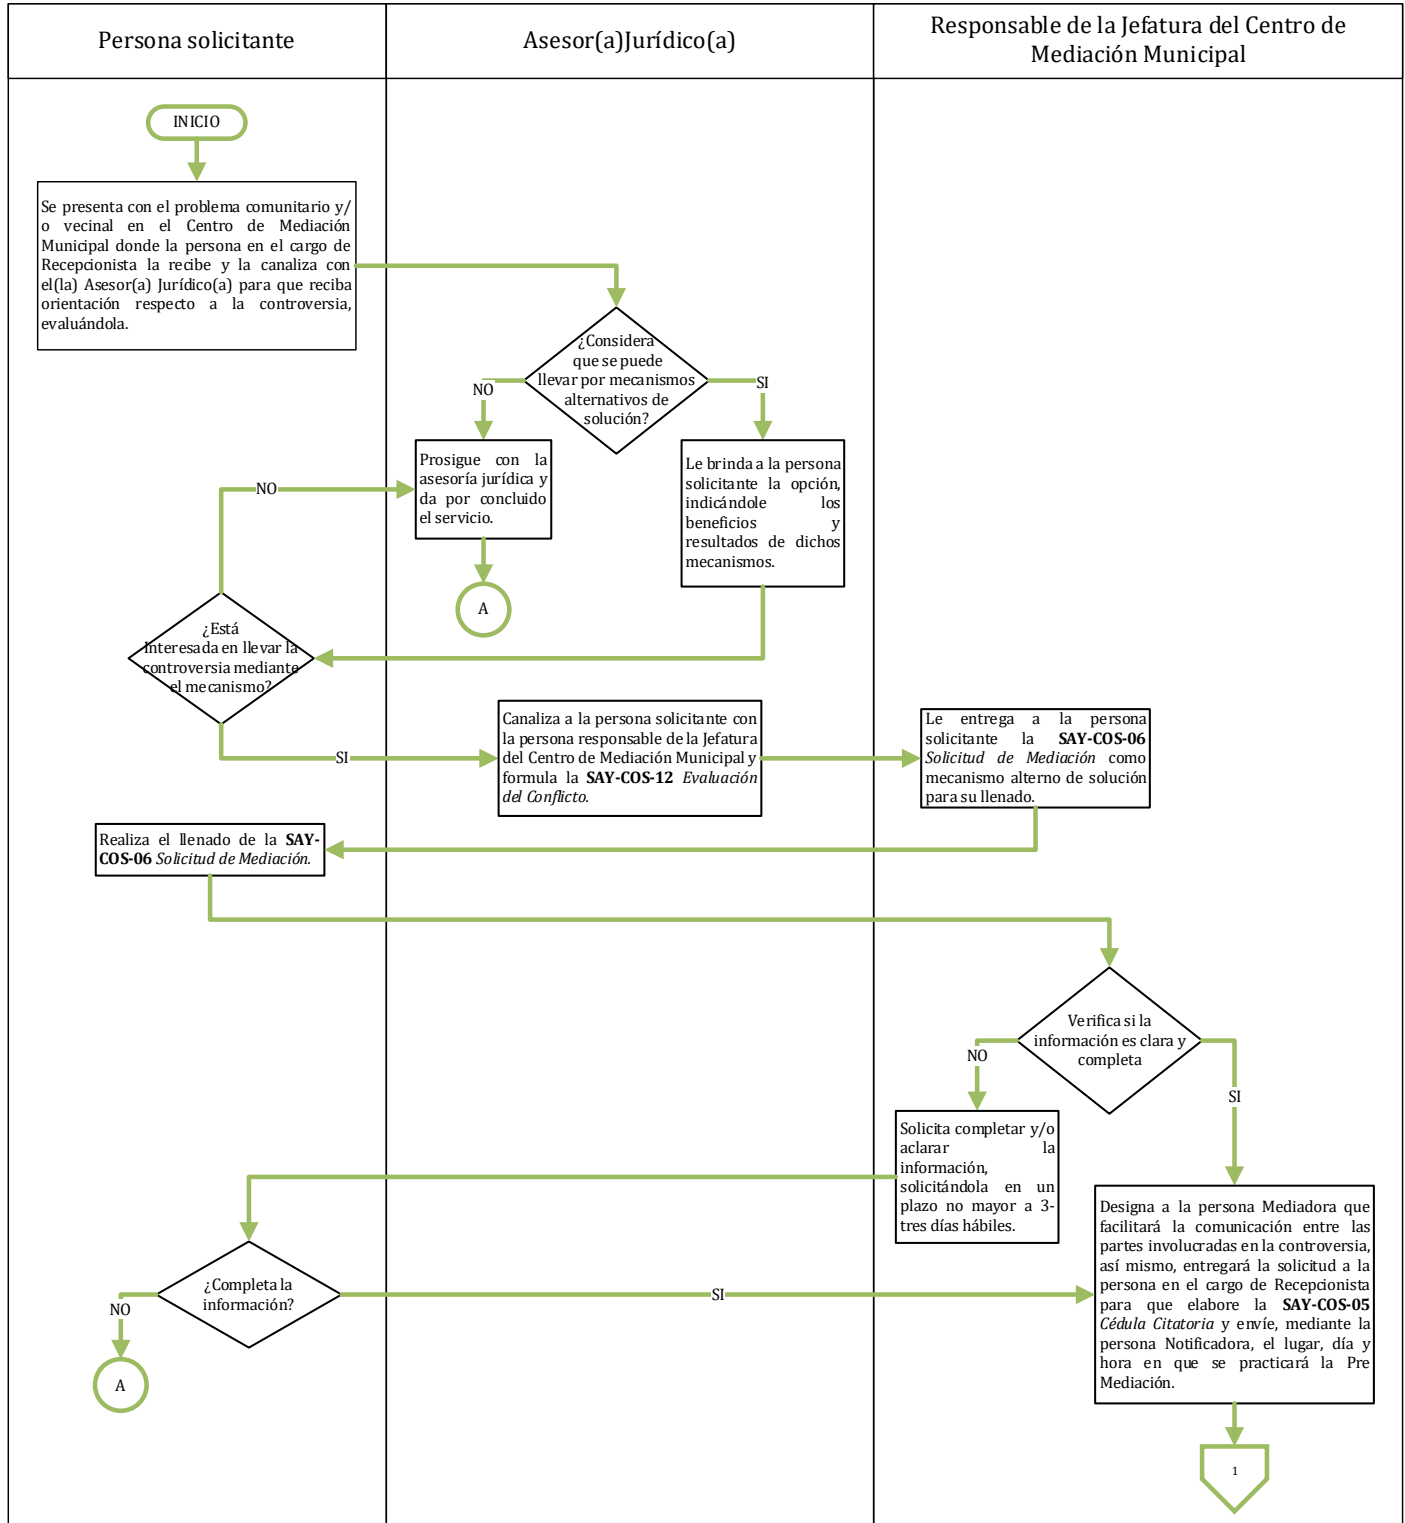 Persona solicitante
Asesor(a)Jurídico(a)
Responsable de la Jefatura del Centro de
Mediación Municipal
INICIO
Se presenta con el problema comunitario y/
o vecinal en el Centro de Mediación
Municipal donde la persona en el cargo de
Recepcionista la recibe y la canaliza con
el(la) Asesor(a) Jurídico(a) para que reciba
orientación respecto a la controversia,
evaluándola.
¿Considera
que se puede
llevar por mecanismos
alternativos de
solución?
NO
SI
Prosigue con la
asesoría jurídica y
da por concluido
el servicio.
Le brinda a la persona
solicitante la opción,
indicándole los
beneficios y
resultados de dichos
mecanismos.
NO
A
¿Está
Interesada en llevar la
controversia mediante
el mecanismo?
SI
Canaliza a la persona solicitante con
la persona responsable de la Jefatura
del Centro de Mediación Municipal y
formula la SAY-COS-12 Evaluación
del Conflicto.
Le entrega a la persona
solicitante la SAY-COS-06
Solicitud de Mediación como
mecanismo alterno de solución
para su llenado.
Realiza el llenado de la SAY-
COS-06 Solicitud de Mediación.
Verifica si la
información es clara y
completa
NO
SI
Solicita completar y/o
aclarar la
información,
solicitándola en un
plazo no mayor a 3-
tres días hábiles.
Designa a la persona Mediadora que
facilitará la comunicación entre las
partes involucradas en la controversia,
así mismo, entregará la solicitud a la
persona en el cargo de Recepcionista
para que elabore la SAY-COS-05
Cédula Citatoria y envíe, mediante la
persona Notificadora, el lugar, día y
hora en que se practicará la Pre
Mediación.
¿Completa la
información?
NO
SI
A
1